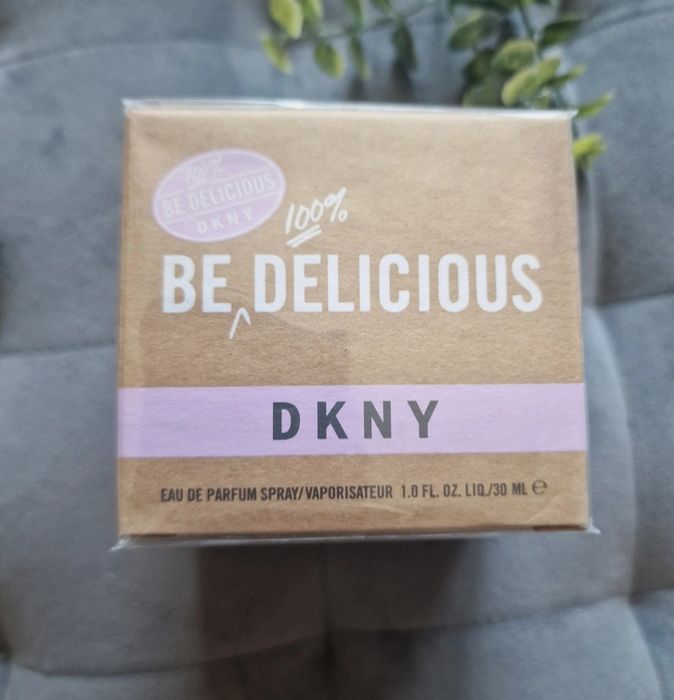 100%
BE DELICIOUS
DKNY
100%
BE DELICIOUS
DKNY
EAU DE PARFUM SPRAY/VAPORISATEUR 1.0 FL. OZ. LIQ./30 ML ℮